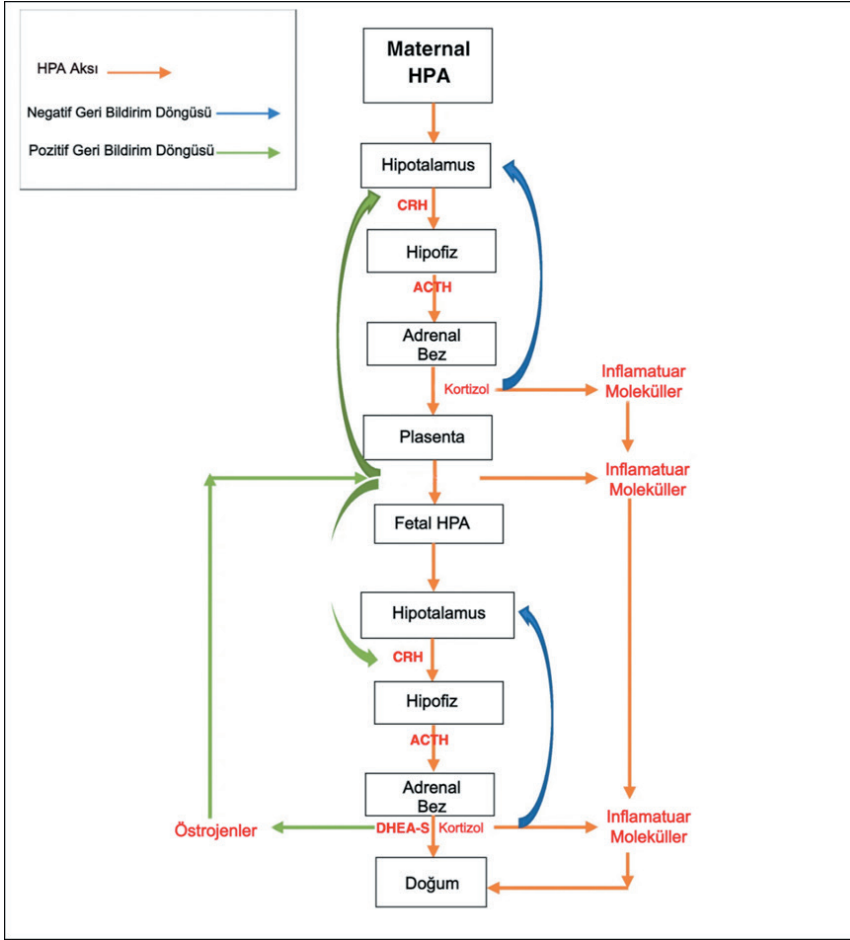 HPA Aksı
Negatif Geri Bildirim Döngüsü
Pozitif Geri Bildirim Döngüsü
Maternal
HPA
Hipotalamus
CRH
Hipofiz
ACTH
Adrenal
Bez
Kortizol
Inflamatuar
Moleküller
Plasenta
Inflamatuar
Moleküller
Fetal HPA
Hipotalamus
CRH
Hipofiz
ACTH
Adrenal
Bez
Östrojenler
DHEA-S
Kortizol
Inflamatuar
Moleküller
Doğum